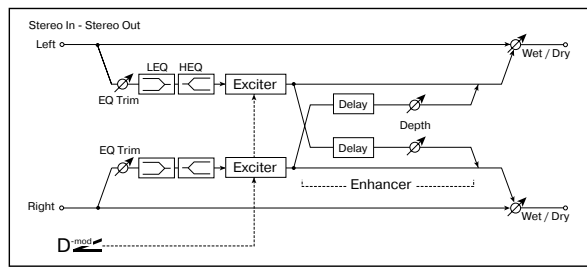 Stereo In - Stereo Out
Left
Wet / Dry
LEQ HEQ
EQ Trim
Exciter
Delay
Depth
EQ Trim
Delay
Exciter
Enhancer
Right
Wet / Dry
D-mod